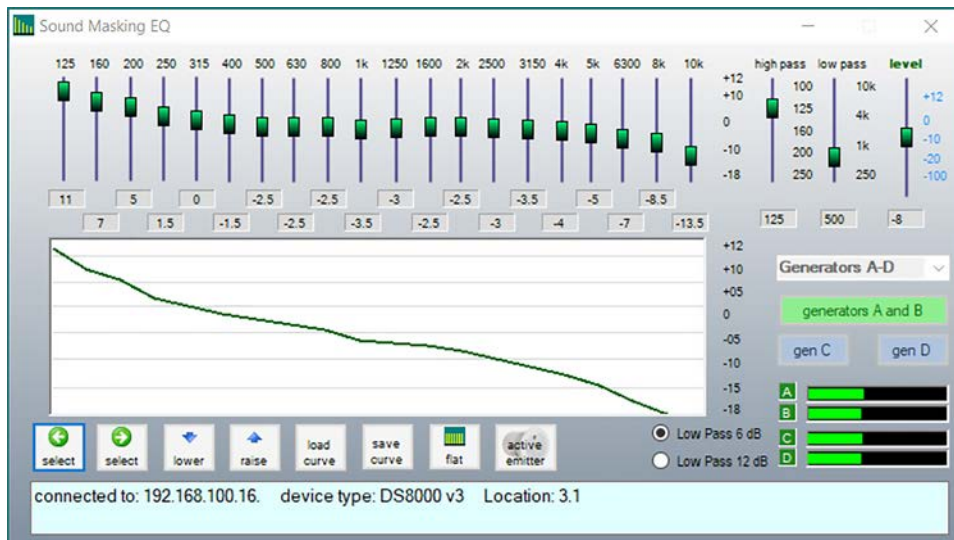 Sound Masking EQ
125 160 200 250 315 400 500 630 800 1k 1250 1600 2k 2500 3150 4k 5k 6300 8k 10k
high pass low pass level
+12
+10
0
-10
-18
100
125
160
200
250
10k
4k
1k
250
+12
0
-10
-20
-100
11 5 0 -2.5 -2.5 -3 -2.5 -3.5 -5 -8.5
7 1.5 -1.5 -2.5 -3.5 -2.5 -3 -4 -7 -13.5
125 500 -8
+12
+10
+05
0
-05
-10
-15
-18
Generators A-D
generators A and B
gen C gen D
A
B
C
D
select select lower raise load curve save curve flat active emitter
Low Pass 6 dB
Low Pass 12 dB
connected to: 192.168.100.16. device type: DS8000 v3 Location: 3.1